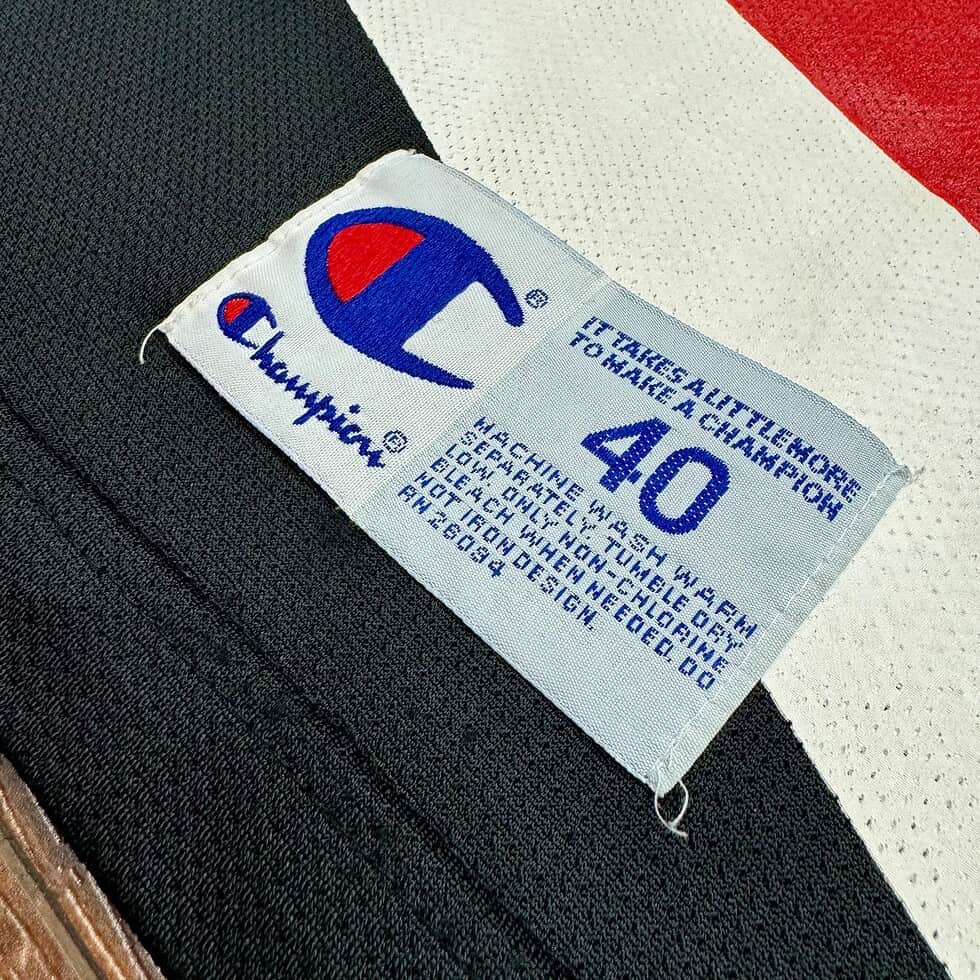 Champion®
®
IT TAKES A LITTLE MORE
TO MAKE A CHAMPION
40
MACHINE WASH WARM
SEPARATELY, TUMBLE DRY
LOW, ONLY NON-CHLORINE
BLEACH WHEN NEEDED. DO
NOT IRON DESIGN.
RN 26094